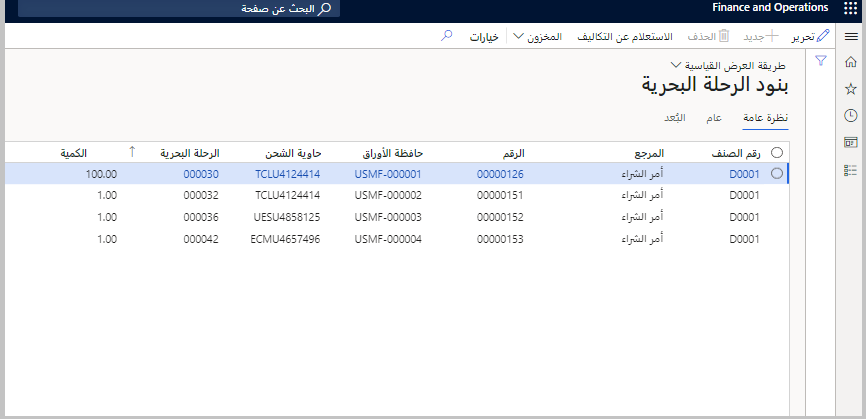 Finance and Operations
البحث عن صفحة
تحرير جديد الحذف الاستعلام عن التكاليف المخزون خيارات
طريقة العرض القياسية
بنود الرحلة البحرية
نظرة عامة عام البُعد
رقم الصنف المرجع الرقم حافظة الأوراق حاوية الشحن الرحلة البحرية الكمية
D0001 أمر الشراء 00000126 USMF-000001 TCLU4124414 000030 100.00
D0001 أمر الشراء 00000151 USMF-000002 TCLU4124414 000032 1.00
D0001 أمر الشراء 00000152 USMF-000003 UESU4858125 000036 1.00
D0001 أمر الشراء 00000153 USMF-000004 ECMU4657496 000042 1.00